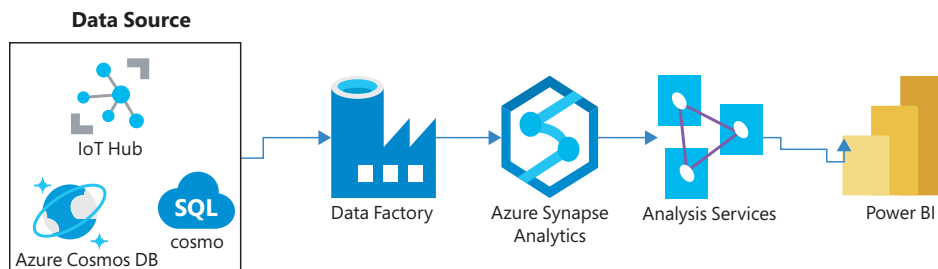 Data Source
IoT Hub
SQL
cosmo
Azure Cosmos DB
Data Factory
Azure Synapse
Analytics
Analysis Services
Power BI